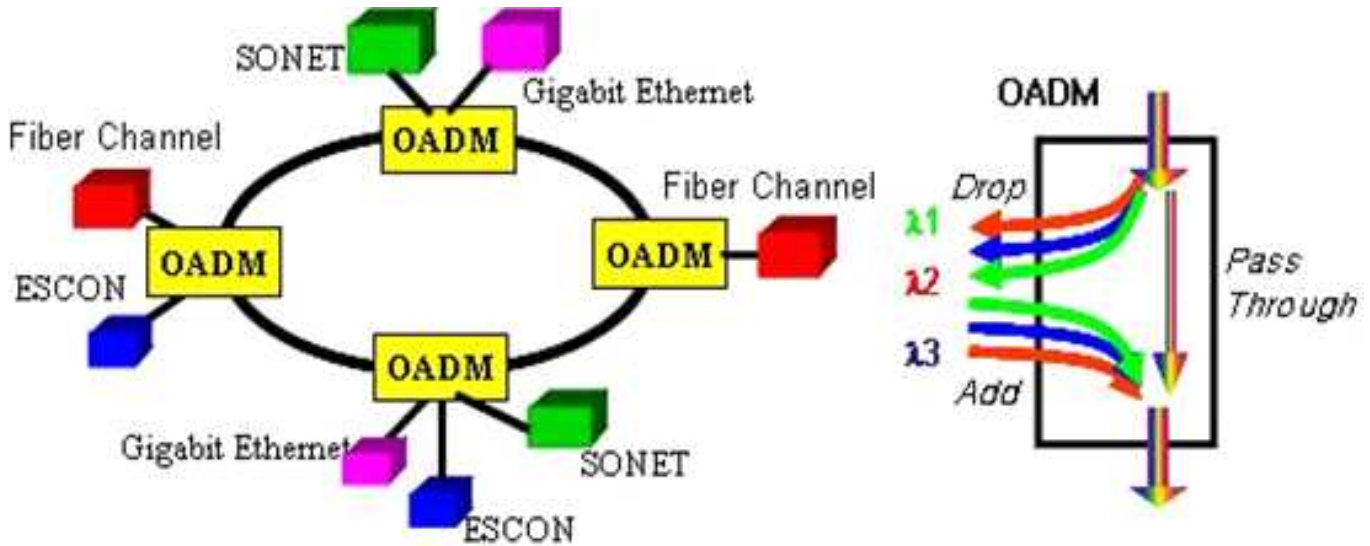 SONET
Gigabit Ethernet
OADM
Fiber Channel
OADM
ESCON
Fiber Channel
OADM
OADM
Gigabit Ethernet
SONET
ESCON
OADM
Drop
λ1
λ2
λ3
Add
Pass
Through